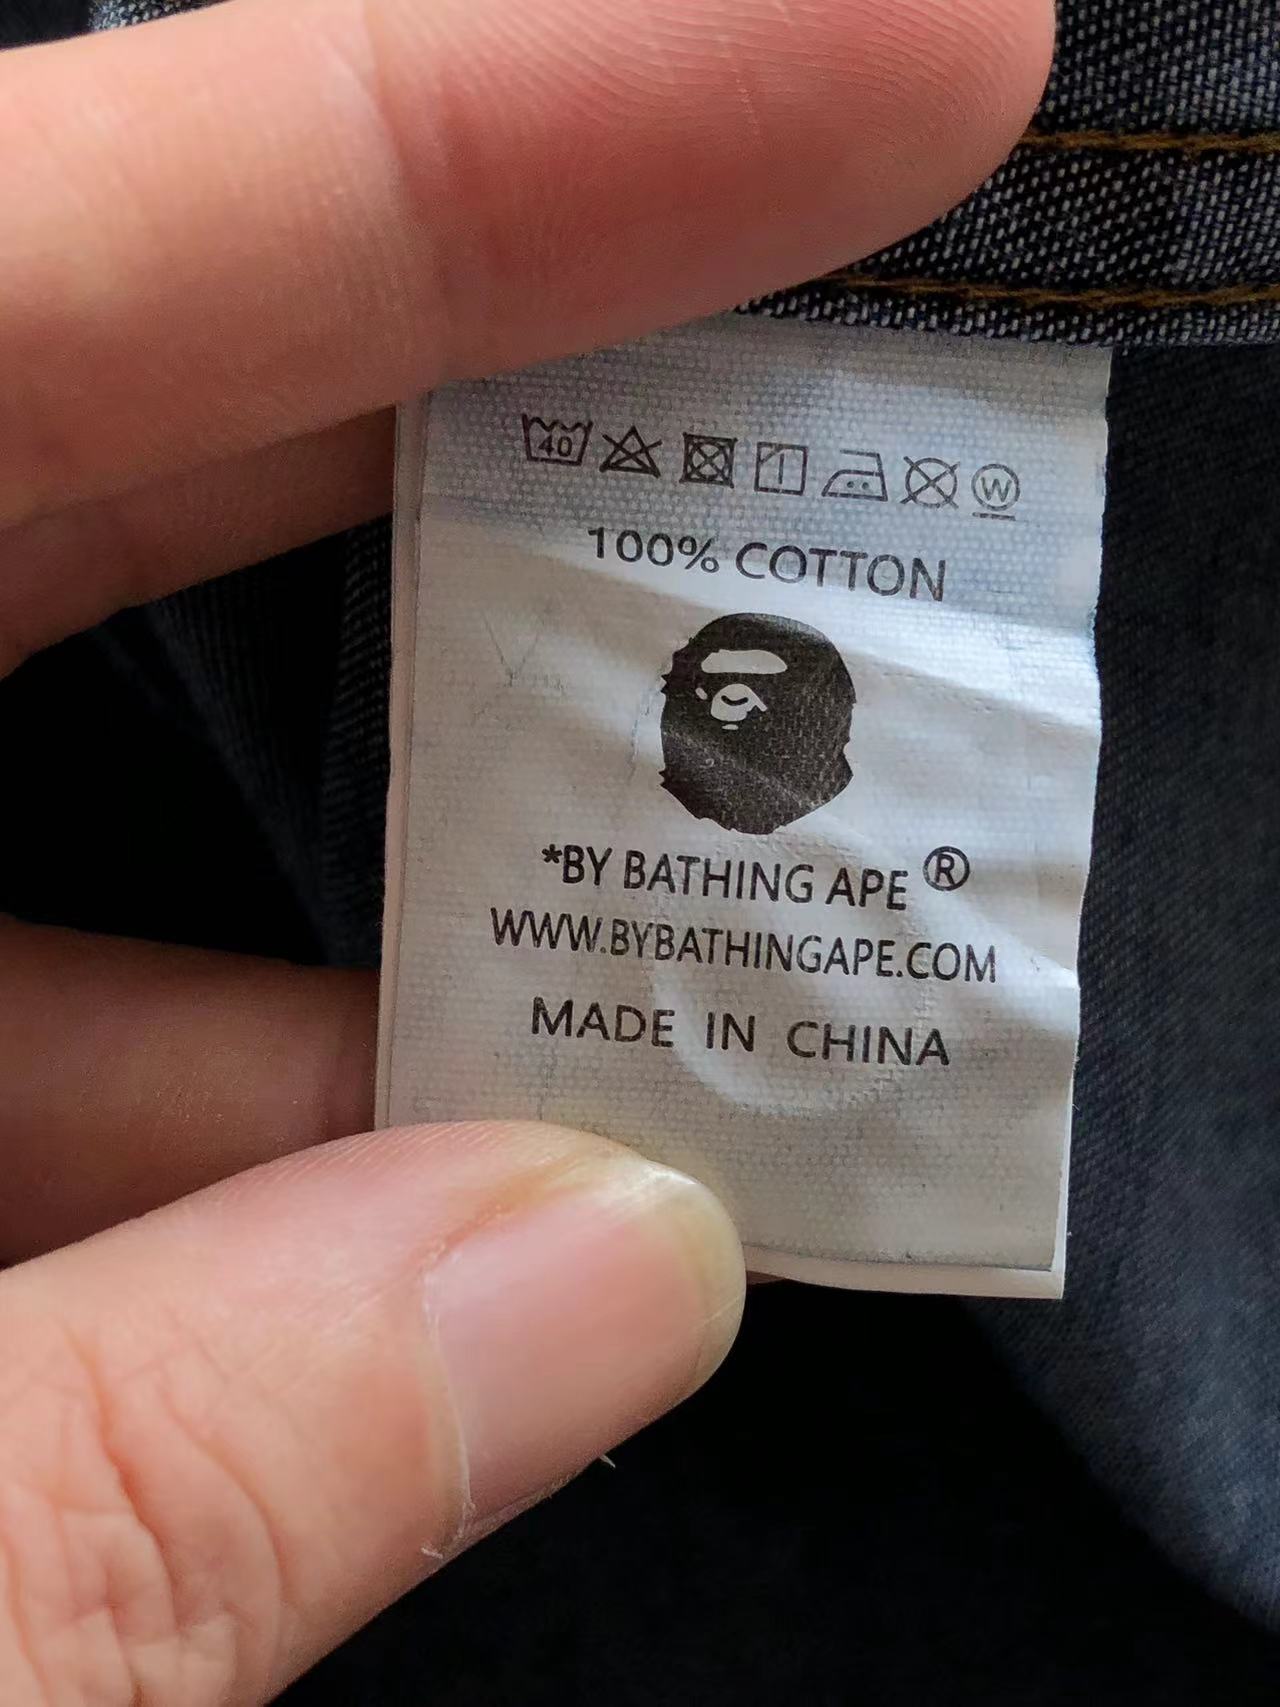 40
W
100% COTTON
*BY BATHING APE ®
WWW.BYBATHINGAPE.COM
MADE IN CHINA